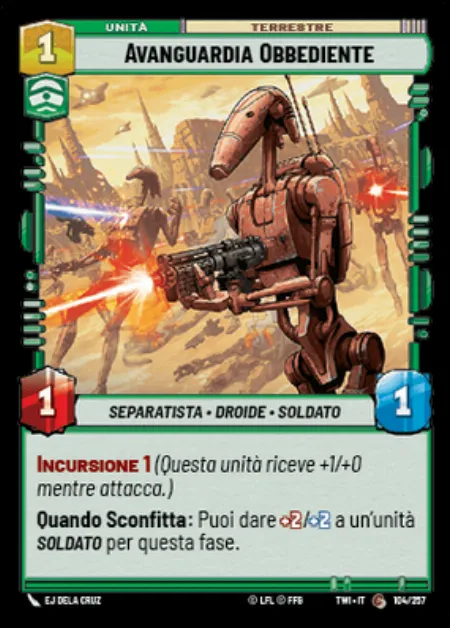 UNITÀ
TERRESTRE
1
AVANGUARDIA OBBEDIENTE
1
SEPARATISTA • DROIDE • SOLDATO
1
INCURSIONE 1 (Questa unità riceve +1/+0
mentre attacca.)
Quando Sconfitta: Puoi dare +2/+2 a un'unità
SOLDATO per questa fase.
EJ DELA CRUZ
© LFL © FFG
TWI • IT
104/257